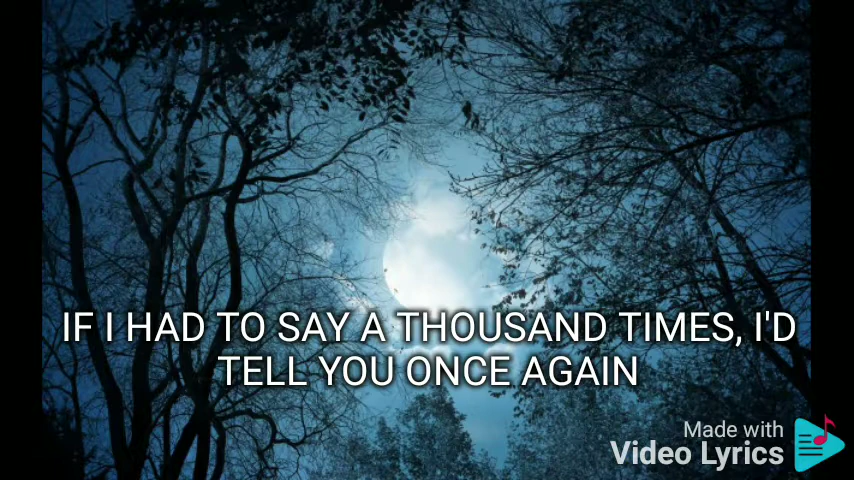 IF I HAD TO SAY A THOUSAND TIMES, I'D
TELL YOU ONCE AGAIN
Made with
Video Lyrics